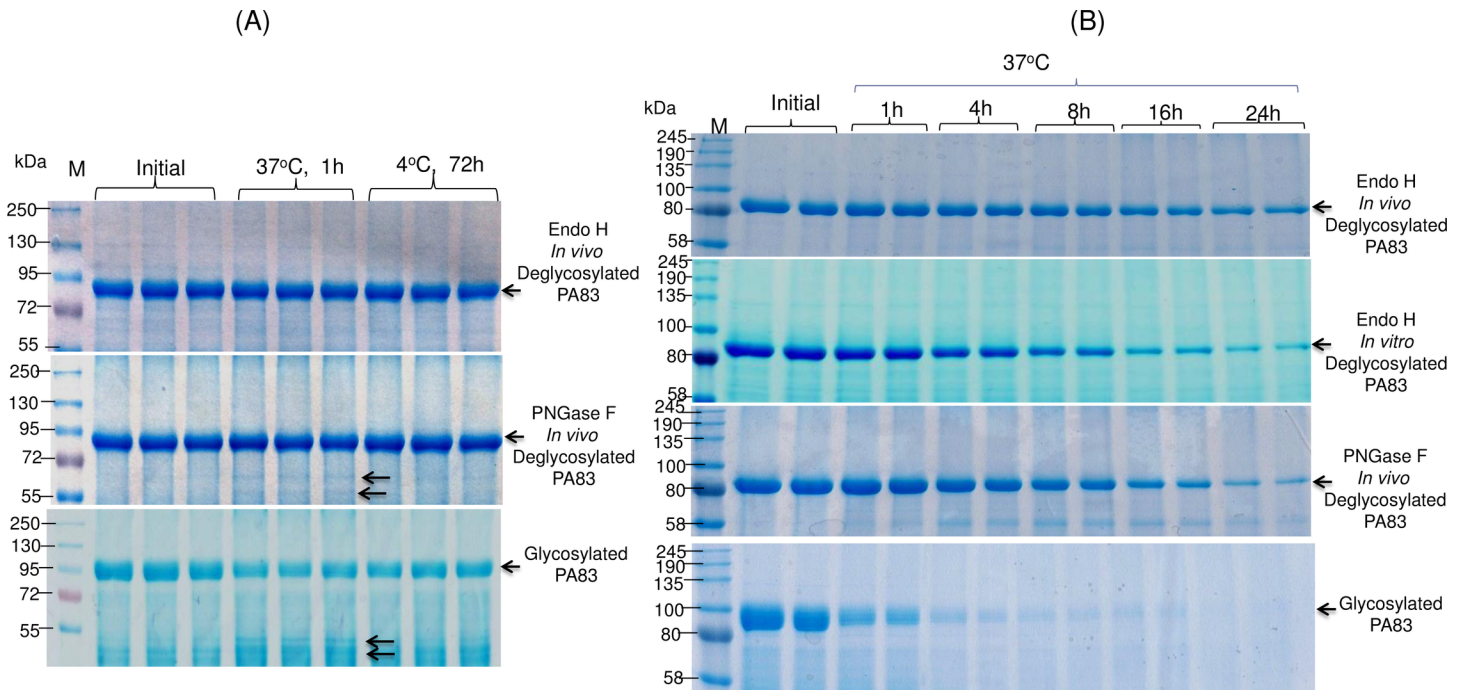 (A)
kDa
M
Initial
37°C, 1h
4°C, 72h
250
130
95
72
55
Endo H
In vivo
Deglycosylated
PA83
250
130
95
72
55
PNGase F
In vivo
Deglycosylated
PA83
250
130
95
72
55
Glycosylated
PA83
(B)
37°C
kDa
M
Initial
1h
4h
8h
16h
24h
245
190
135
100
80
58
Endo H
In vivo
Deglycosylated
PA83
245
190
135
100
80
58
Endo H
In vitro
Deglycosylated
PA83
245
190
135
100
80
58
PNGase F
In vivo
Deglycosylated
PA83
245
190
135
100
80
58
Glycosylated
PA83